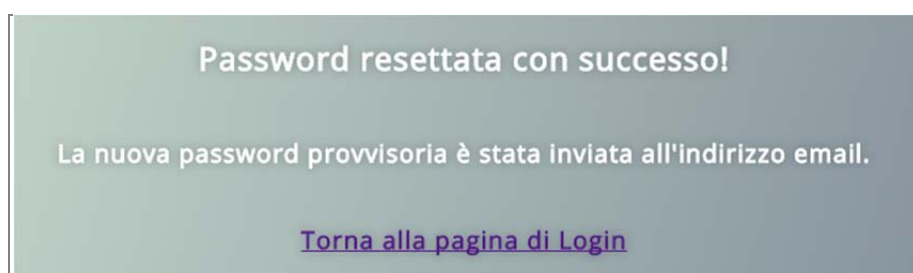 Password resettata con successo!
La nuova password provvisoria è stata inviata all'indirizzo email.
Torna alla pagina di Login